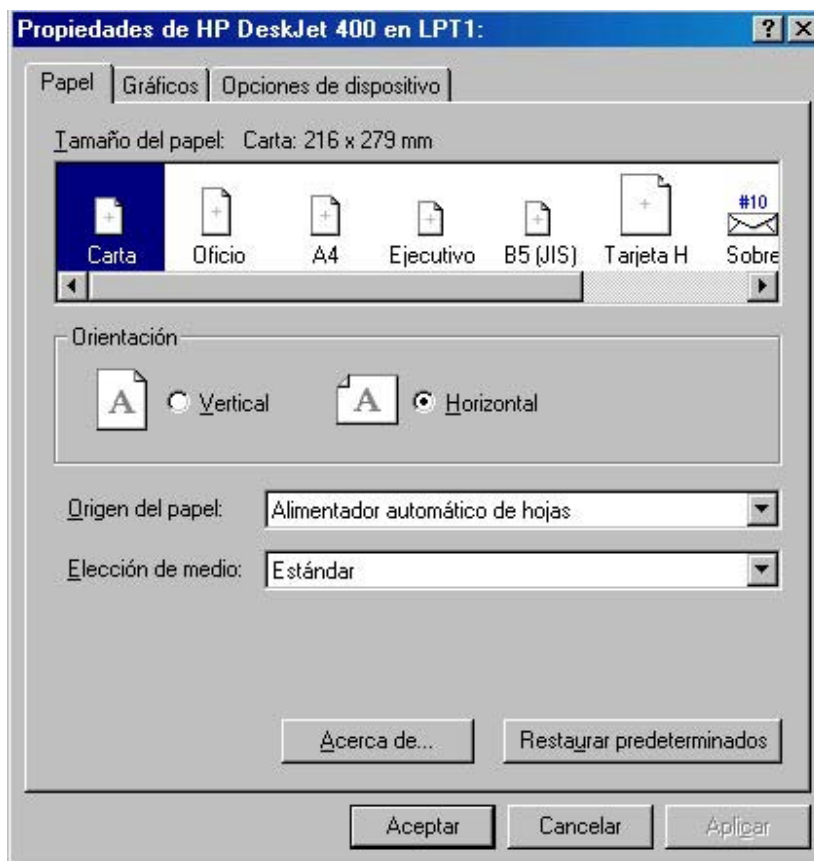 Propiedades de HP DeskJet 400 en LPT1:
Papel Gráficos Opciones de dispositivo
Tamaño del papel: Carta: 216 x 279 mm
#10
Carta Oficio A4 Ejecutivo B5 (JIS) Tarjeta H Sobre
Orientación
A Vertical A Horizontal
Origen del papel: Alimentador automático de hojas
Elección de medio: Estándar
Acerca de... Restaurar predeterminados
Aceptar Cancelar Aplicar